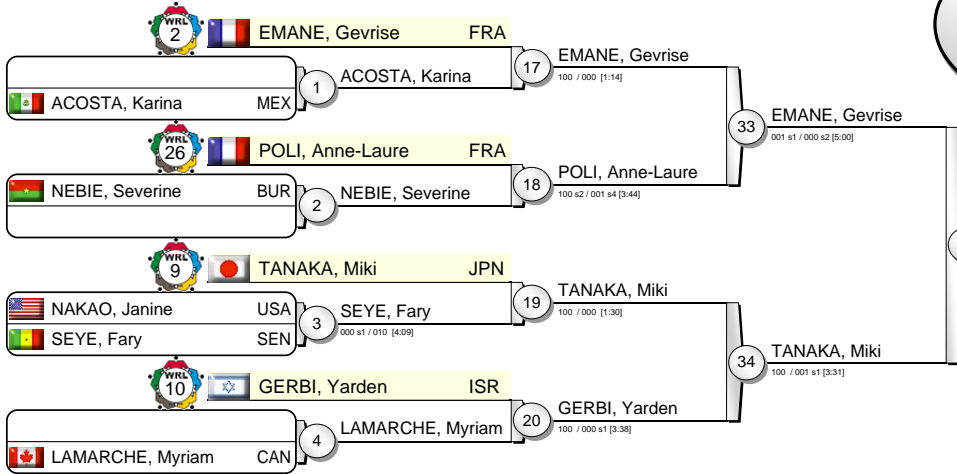 WRL
2
EMANE, Gevrise FRA
1
ACOSTA, Karina
ACOSTA, Karina MEX
17
EMANE, Gevrise
100 / 000 [1:14]
WRL
26
POLI, Anne-Laure FRA
NEBIE, Severine BUR
2
NEBIE, Severine
18
POLI, Anne-Laure
100 s2 / 001 s4 [3:44]
33
EMANE, Gevrise
001 s1 / 000 s2 [5:00]
WRL
9
TANAKA, Miki JPN
NAKAO, Janine USA
SEYE, Fary SEN
3
SEYE, Fary
000 s1 / 010 [4:09]
19
TANAKA, Miki
100 / 000 [1:30]
WRL
10
GERBI, Yarden ISR
4
LAMARCHE, Myriam
LAMARCHE, Myriam CAN
20
GERBI, Yarden
100 / 000 s1 [3:38]
34
TANAKA, Miki
100 / 001 s1 [3:31]